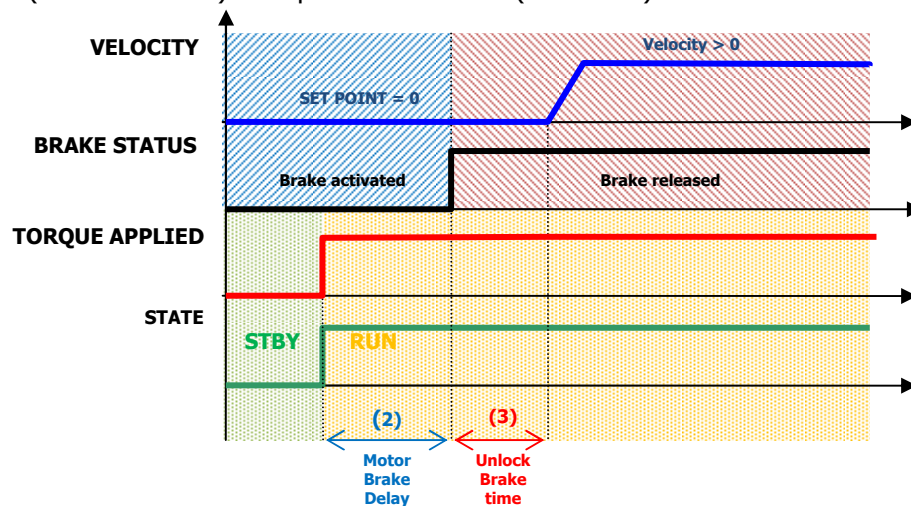 VELOCITY
Velocity > 0
SET POINT = 0
BRAKE STATUS
Brake activated
Brake released
TORQUE APPLIED
STATE
STBY
RUN
(2)
(3)
Motor
Brake
Delay
Unlock
Brake
time